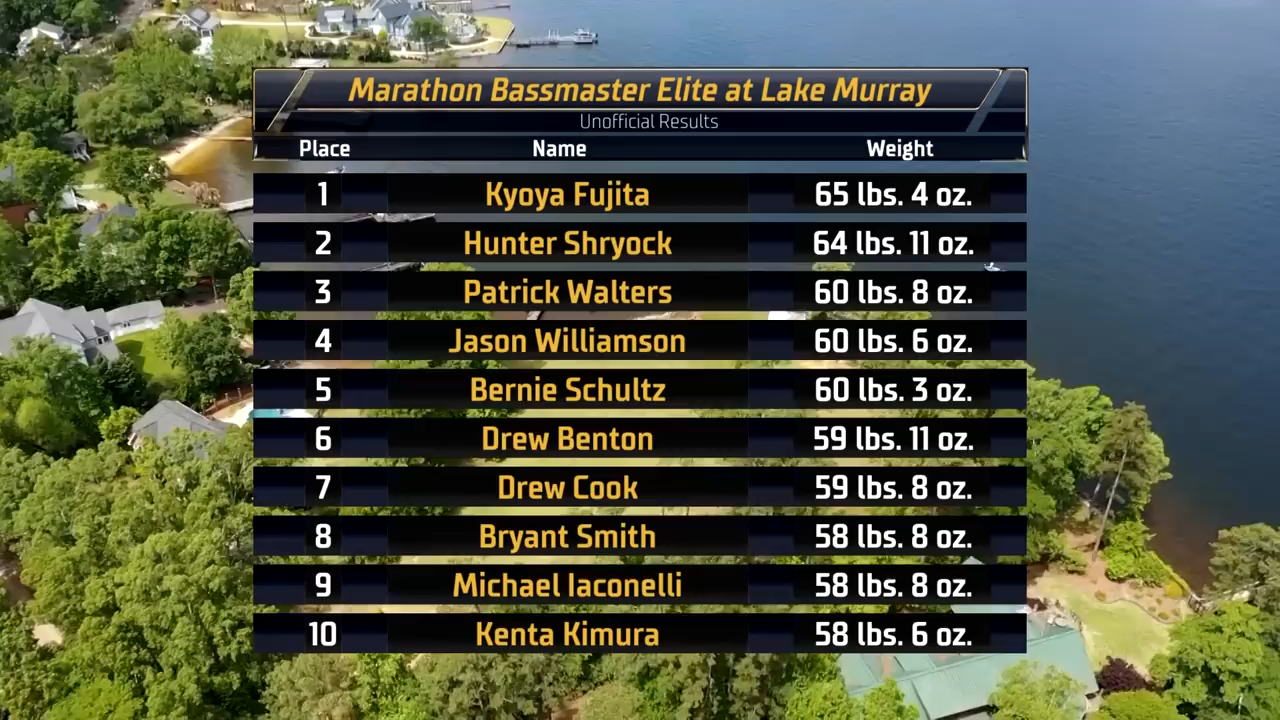 Marathon Bassmaster Elite at Lake Murray
Unofficial Results
Place Name Weight
1 Kyoya Fujita 65 lbs. 4 oz.
2 Hunter Shryock 64 lbs. 11 oz.
3 Patrick Walters 60 lbs. 8 oz.
4 Jason Williamson 60 lbs. 6 oz.
5 Bernie Schultz 60 lbs. 3 oz.
6 Drew Benton 59 lbs. 11 oz.
7 Drew Cook 59 lbs. 8 oz.
8 Bryant Smith 58 lbs. 8 oz.
9 Michael Iaconelli 58 lbs. 8 oz.
10 Kenta Kimura 58 lbs. 6 oz.